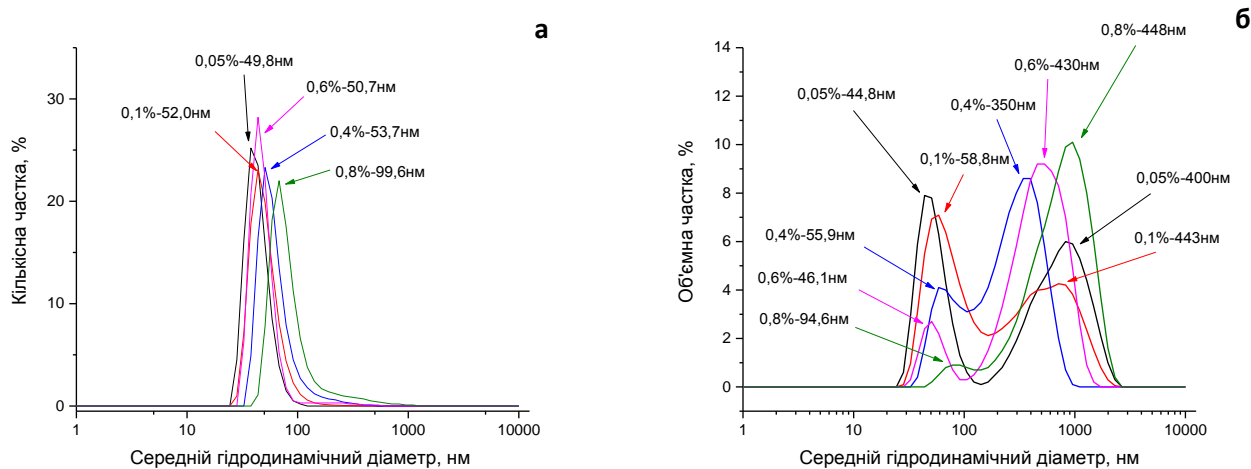 а
0,05%-49,8нм
0,6%-50,7нм
0,1%-52,0нм
0,4%-53,7нм
0,8%-99,6нм
30
20
10
0
Кількісна частка, %
1
10
100
1000
10000
Середній гідродинамічний діаметр, нм
б
0,8%-448нм
0,6%-430нм
0,4%-350нм
0,05%-44,8нм
0,1%-58,8нм
0,05%-400нм
0,4%-55,9нм
0,1%-443нм
0,6%-46,1нм
0,8%-94,6нм
14
12
10
8
6
4
2
0
Об'ємна частка, %
1
10
100
1000
10000
Середній гідродинамічний діаметр, нм